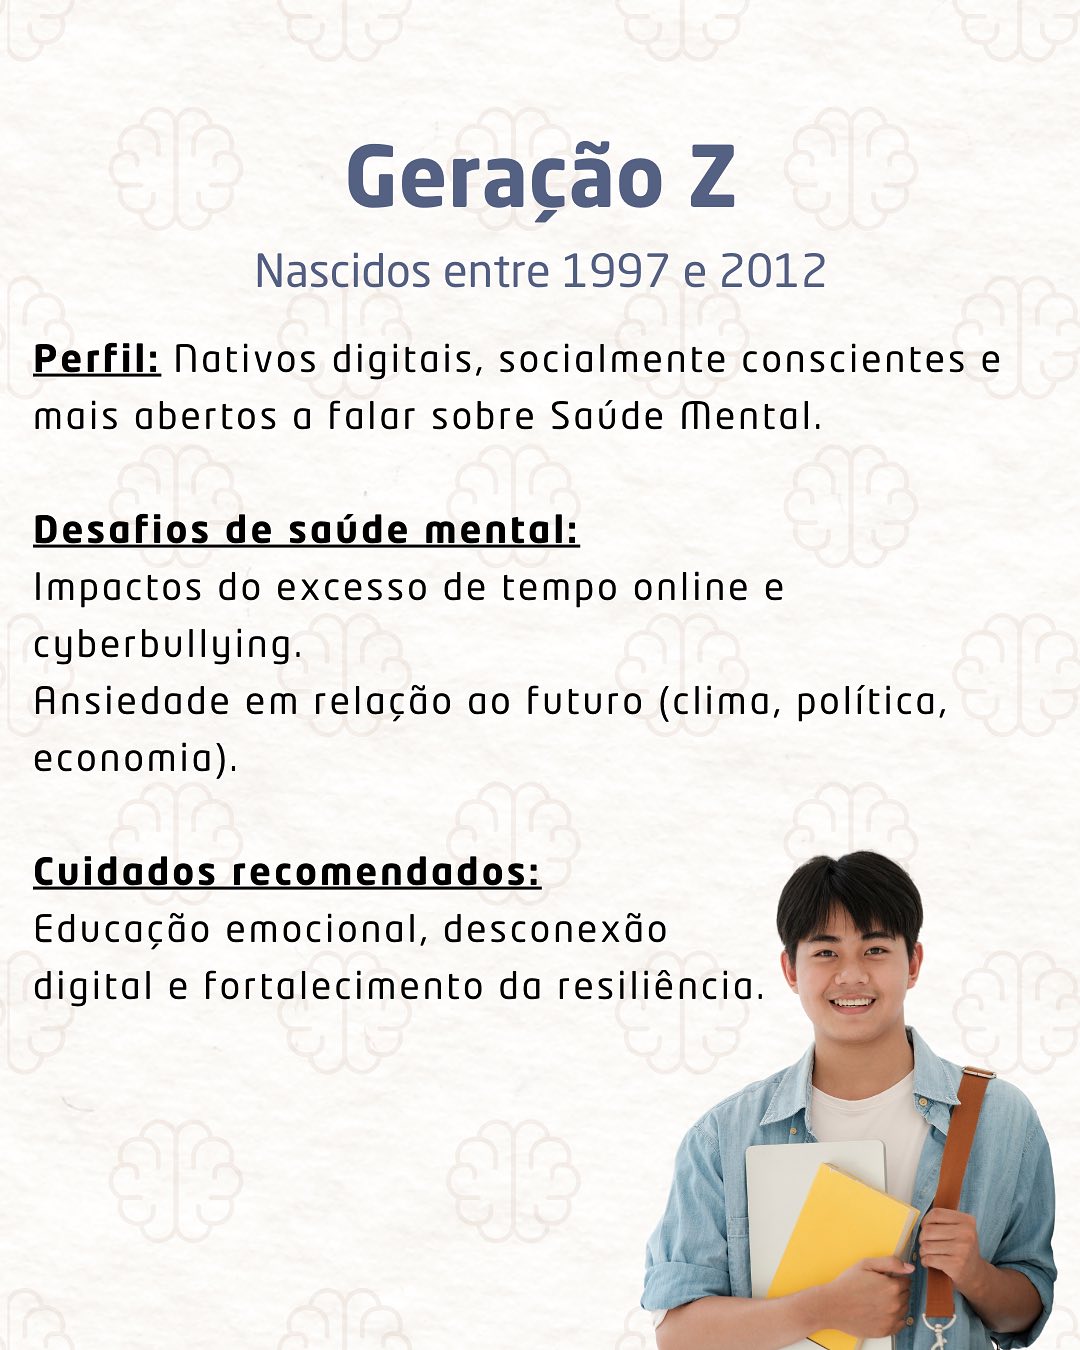 Geração Z
Nascidos entre 1997 e 2012
Perfil: Nativos digitais, socialmente conscientes e
mais abertos a falar sobre Saúde Mental.
Desafios de saúde mental:
Impactos do excesso de tempo online e
cyberbullying.
Ansiedade em relação ao futuro (clima, política,
economia).
Cuidados recomendados:
Educação emocional, desconexão
digital e fortalecimento da resiliência.